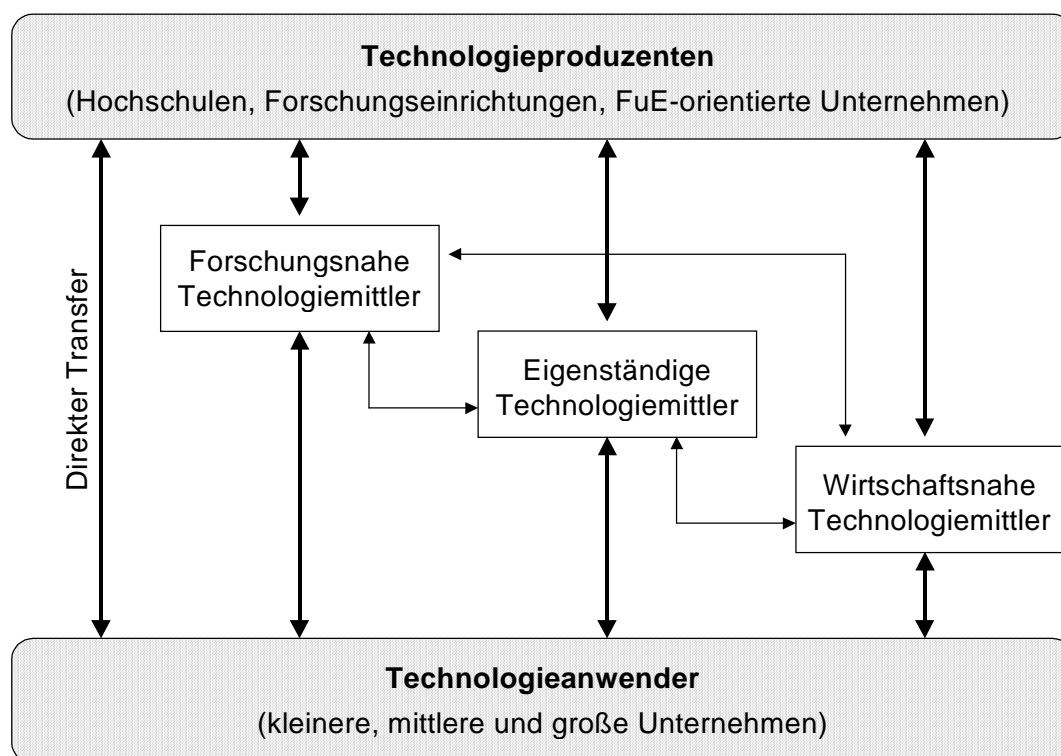 Technologieproduzenten
(Hochschulen, Forschungseinrichtungen, FuE-orientierte Unternehmen)
Direkter Transfer
Forschungsnahe
Technologiemittler
Eigenständige
Technologiemittler
Wirtschaftsnahe
Technologiemittler
Technologieanwender
(kleinere, mittlere und große Unternehmen)